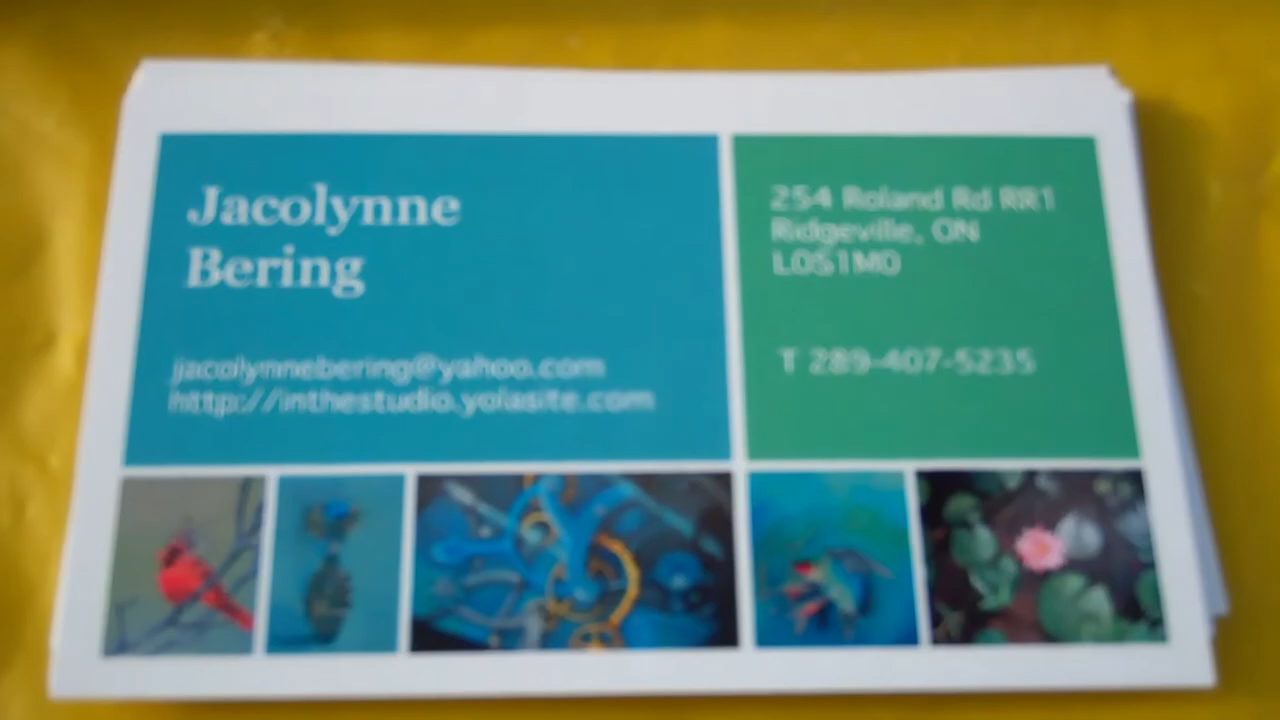 Jacolynne
Bering
jacolynnebering@yahoo.com
http://inthestudio.yolasite.com
254 Roland Rd RR1
Ridgeville, ON
L0S1M0
T 289-407-5235